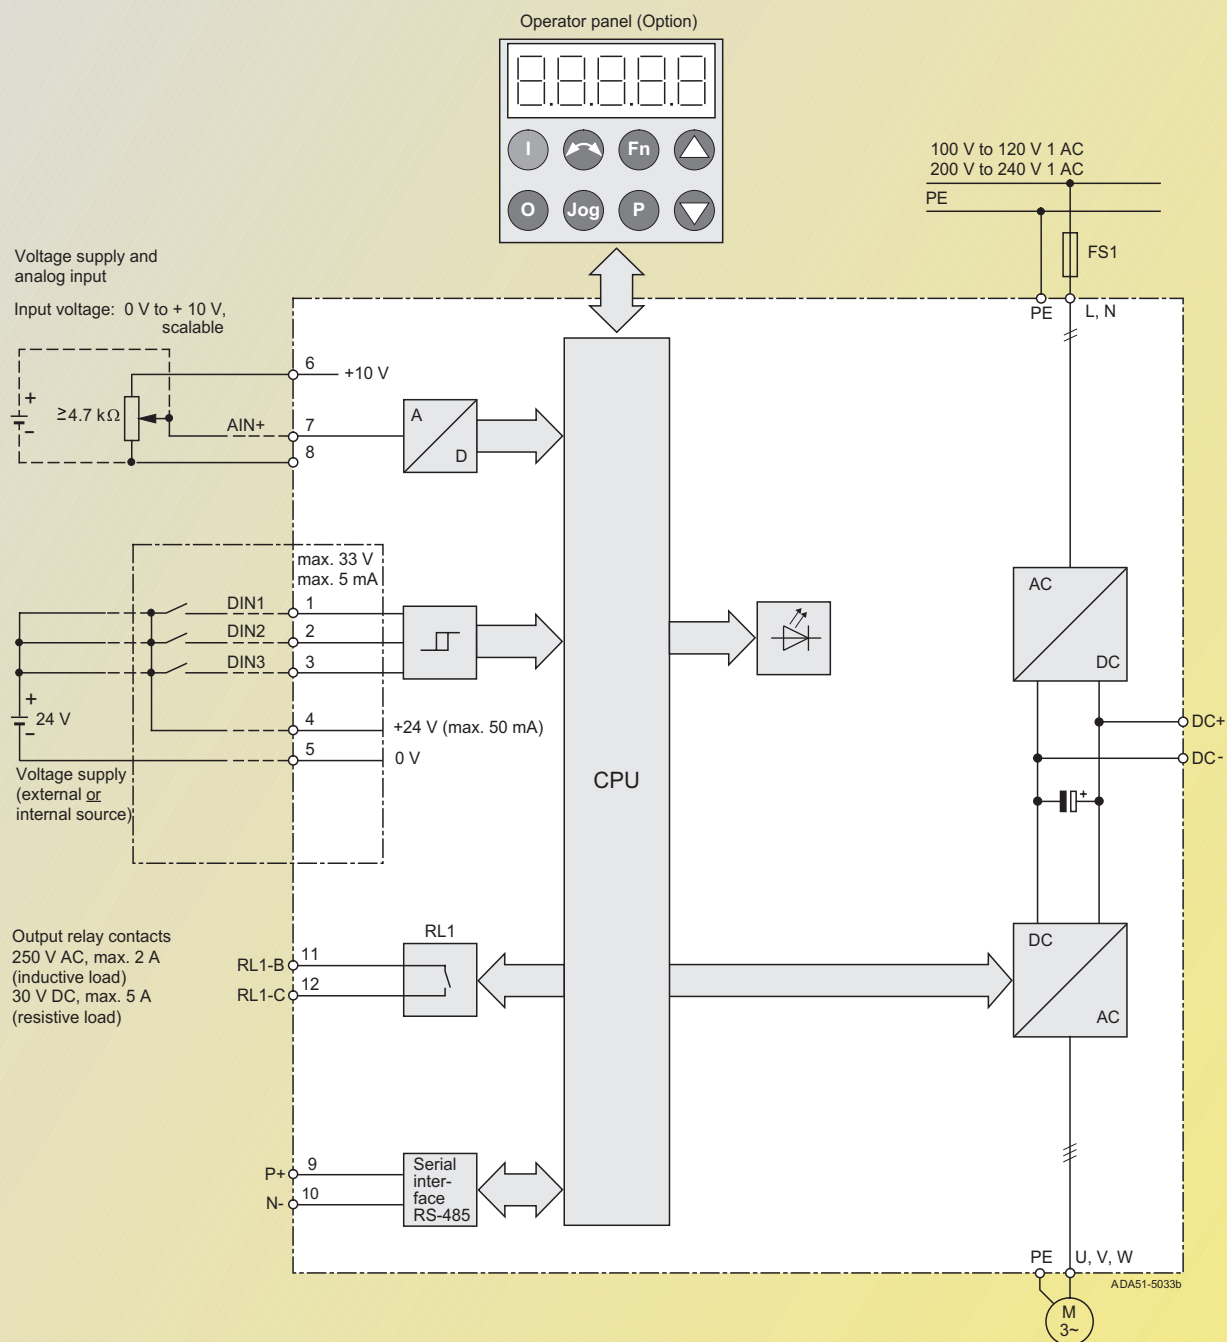 Operator panel (Option)
8.8.8.8.8
I
Fn
O
Jog
P
100 V to 120 V 1 AC
200 V to 240 V 1 AC
PE
FS1
PE
L, N
Voltage supply and
analog input
Input voltage: 0 V to + 10 V,
scalable
6
+10 V
+
−
≥4.7 kΩ
AIN+
7
8
A
D
max. 33 V
max. 5 mA
DIN1
1
DIN2
2
DIN3
3
+
24 V
−
4
+24 V (max. 50 mA)
5
0 V
Voltage supply
(external or
internal source)
CPU
AC
DC
DC+
DC-
+
Output relay contacts
250 V AC, max. 2 A
(inductive load)
30 V DC, max. 5 A
(resistive load)
RL1
RL1-B
11
RL1-C
12
DC
AC
P+
9
N-
10
Serial
inter-
face
RS-485
PE
U, V, W
ADA51-5033b
M
3~